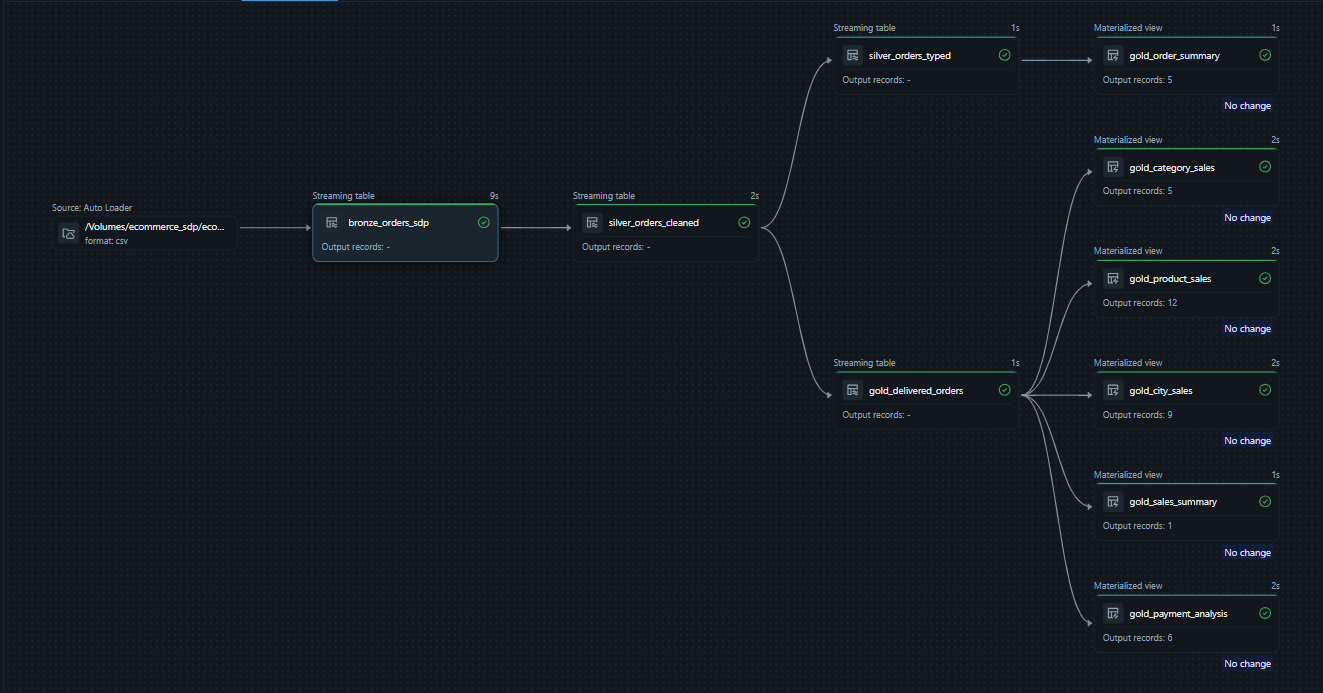 Source: Auto Loader
/Volumes/ecommerce_sdp/eco...
format: csv
Streaming table 9s
bronze_orders_sdp
Output records: -
Streaming table 2s
silver_orders_cleaned
Output records: -
Streaming table 1s
silver_orders_typed
Output records: -
Streaming table 1s
gold_delivered_orders
Output records: -
Materialized view 1s
gold_order_summary
Output records: 5
No change
Materialized view 2s
gold_category_sales
Output records: 5
No change
Materialized view 2s
gold_product_sales
Output records: 12
No change
Materialized view 2s
gold_city_sales
Output records: 9
No change
Materialized view 1s
gold_sales_summary
Output records: 1
No change
Materialized view 2s
gold_payment_analysis
Output records: 6
No change